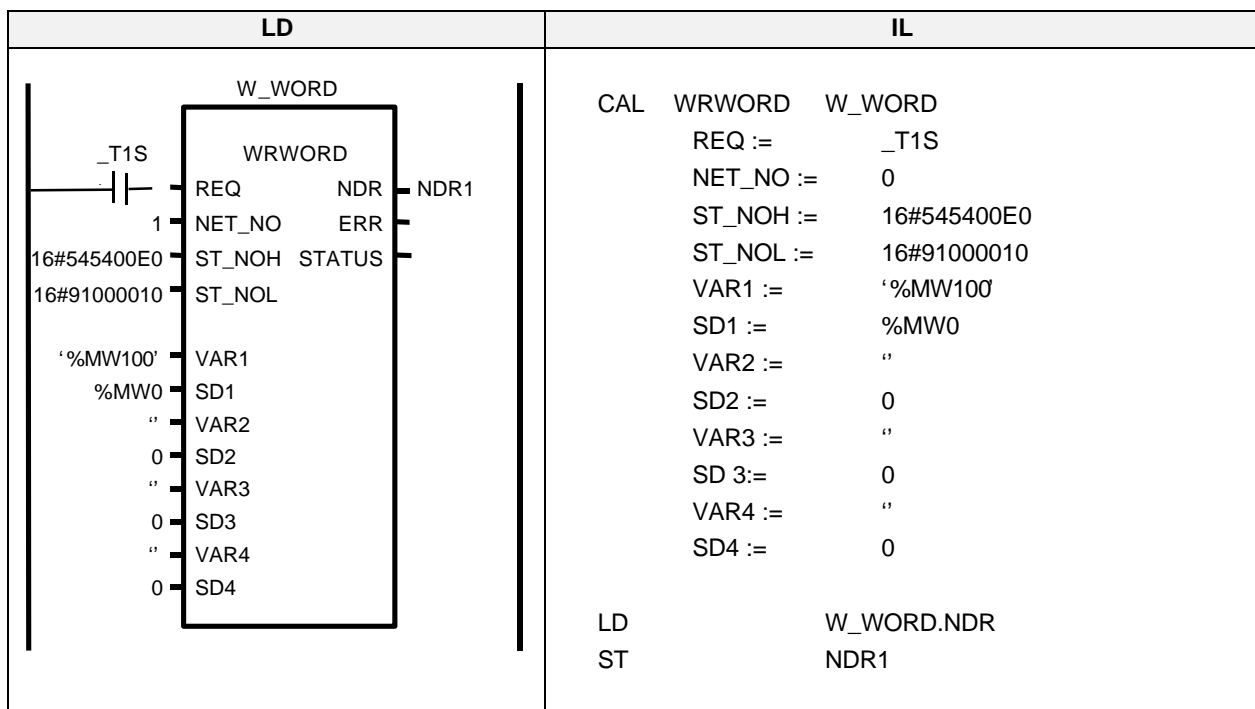 LD
IL
W_WORD
_T1S WRWORD
REQ NDR NDR1
1 NET_NO ERR
16#545400E0 ST_NOH STATUS
16#91000010 ST_NOL
‘%MW100’ VAR1
%MW0 SD1
‘’ VAR2
0 SD2
‘’ VAR3
0 SD3
‘’ VAR4
0 SD4
CAL WRWORD W_WORD
REQ := _T1S
NET_NO := 0
ST_NOH := 16#545400E0
ST_NOL := 16#91000010
VAR1 := ‘%MW100’
SD1 := %MW0
VAR2 := ‘’
SD2 := 0
VAR3 := ‘’
SD 3:= 0
VAR4 := ‘’
SD4 := 0
LD W_WORD.NDR
ST NDR1